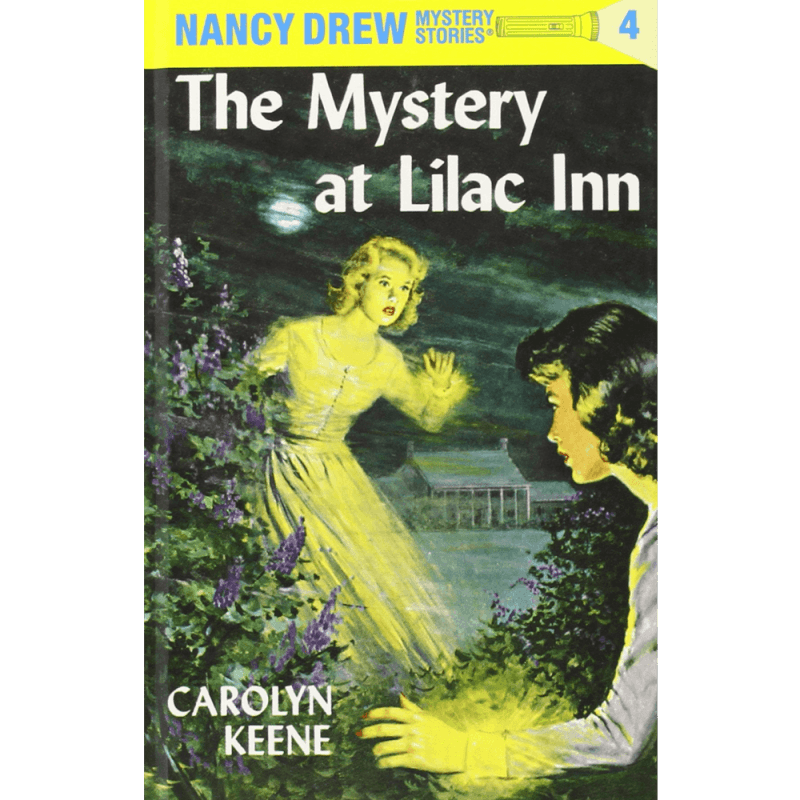 NANCY DREW MYSTERY STORIES® 4
The Mystery
at Lilac Inn
CAROLYN
KEENE